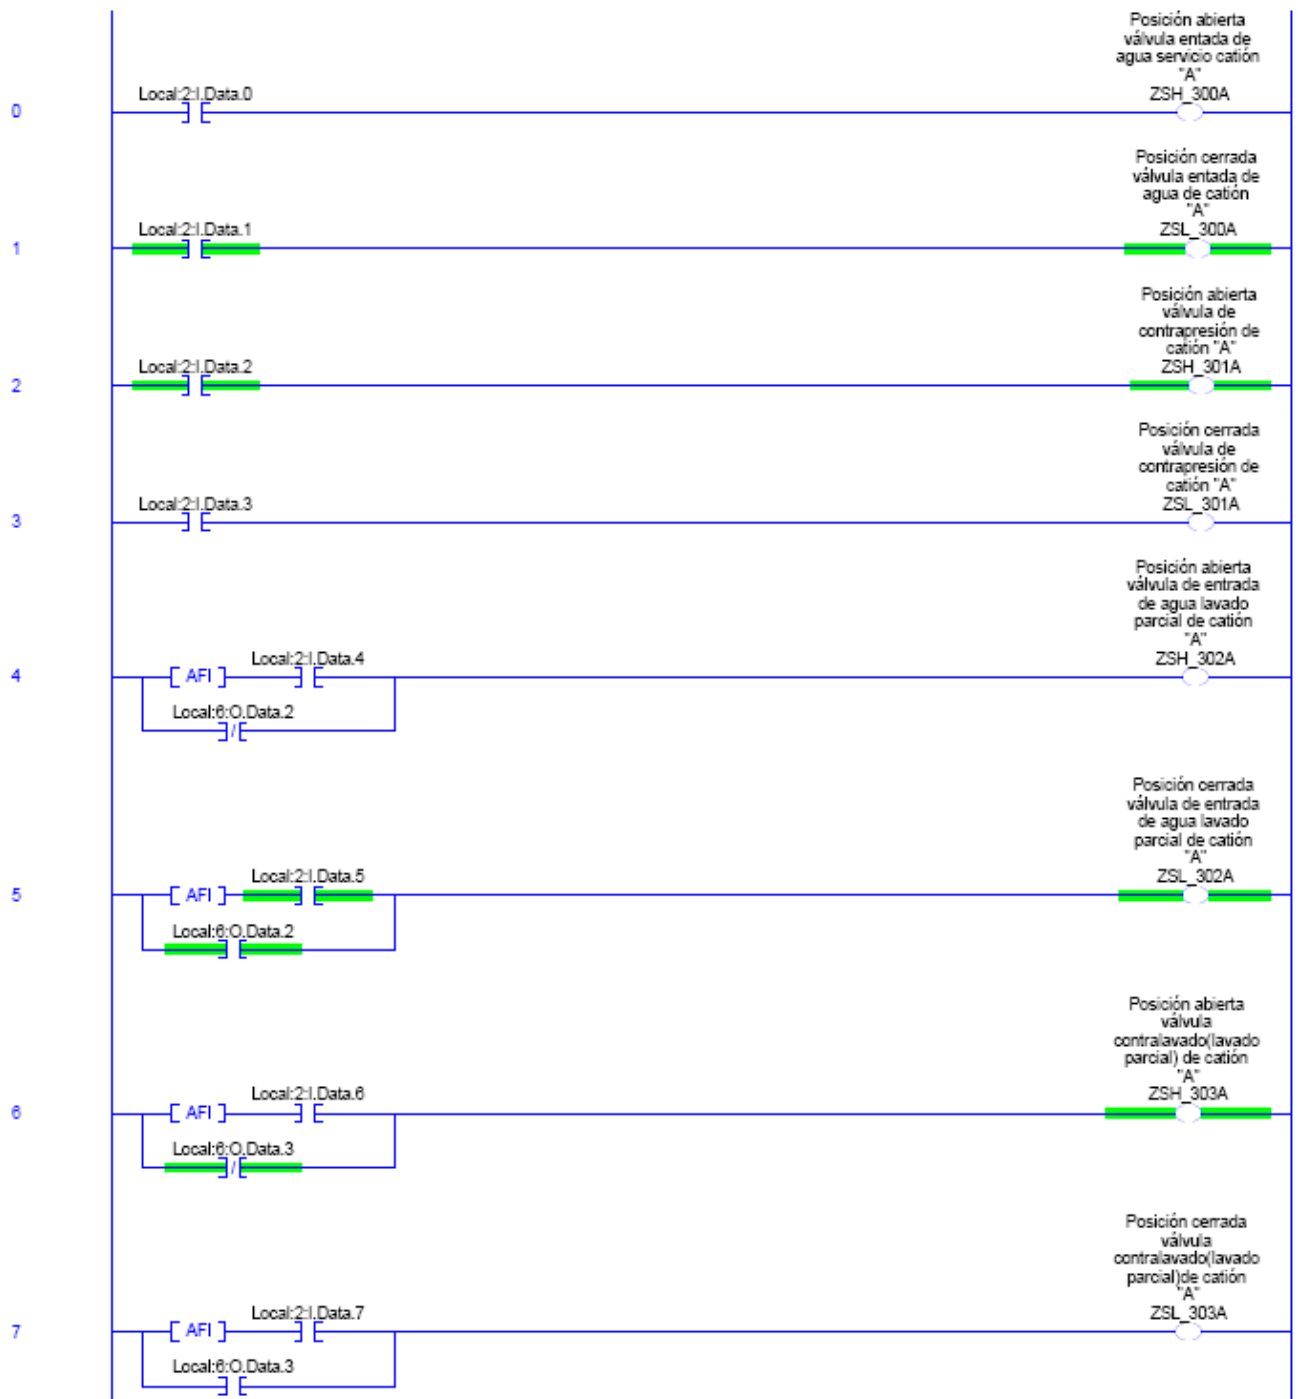 Posición abierta
válvula entada de
agua servicio catión
"A"
Local:2:I.Data.0
ZSH_300A
0
Posición cerrada
válvula entada de
agua de catión
"A"
Local:2:I.Data.1
ZSL_300A
1
Posición abierta
válvula de
contrapresión de
catión "A"
Local:2:I.Data.2
ZSH_301A
2
Posición cerrada
válvula de
contrapresión de
catión "A"
Local:2:I.Data.3
ZSL_301A
3
Posición abierta
válvula de entrada
de agua lavado
parcial de catión
"A"
Local:2:I.Data.4
ZSH_302A
4
AFI
Local:6:O.Data.2
Posición cerrada
válvula de entrada
de agua lavado
parcial de catión
"A"
Local:2:I.Data.5
ZSL_302A
5
AFI
Local:6:O.Data.2
Posición abierta
válvula
contralavado(lavado
parcial) de catión
"A"
Local:2:I.Data.6
ZSH_303A
6
AFI
Local:6:O.Data.3
Posición cerrada
válvula
contralavado(lavado
parcial)de catión
"A"
Local:2:I.Data.7
ZSL_303A
7
AFI
Local:6:O.Data.3